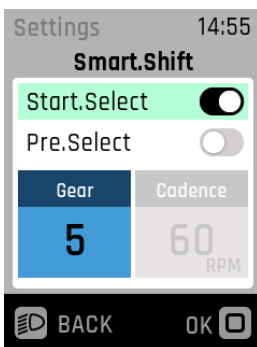 Settings 14:55
Smart.Shift
Start.Select
Pre.Select
Gear Cadence
5 60
RPM
BACK OK